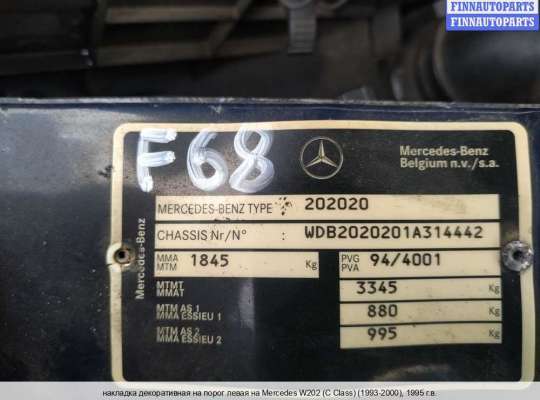 FINNAUTOPARTS
FINNAUTOPARTS
FINNAUTOPARTS
F68
Mercedes-Benz
Mercedes-Benz
Belgium n.v./s.a.
MERCEDES-BENZ TYPE 202020
CHASSIS Nr/N° WDB2020201A314442
MMA
MTM 1845 Kg
PVG
PVA 94/4001
MTMT
MMAT 3345 Kg
MTM AS 1
MMA ESSIEU 1 880 Kg
MTM AS 2
MMA ESSIEU 2 995 Kg
накладка декоративная на порог левая на Mercedes W202 (C Class) (1993-2000), 1995 г.в.